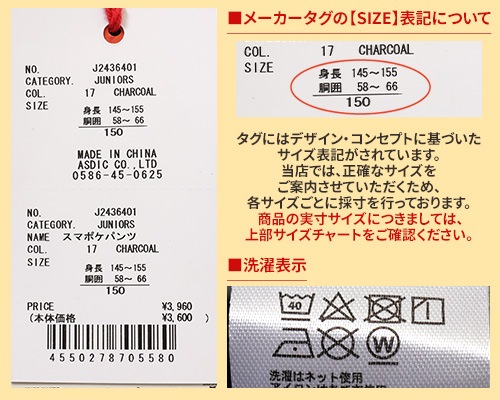 NO. J2436401
CATEGORY. JUNIORS
COL. 17 CHARCOAL
SIZE
身長 145～155
胴囲 58～ 66
150
MADE IN CHINA
ASDIC CO.,LTD
0586-45-0625
NO. J2436401
CATEGORY. JUNIORS
NAME スマポケパンツ
COL. 17 CHARCOAL
SIZE
身長 145～155
胴囲 58～ 66
150
PRICE ¥3,960
(本体価格 ¥3,600 )
4550278705580
■メーカータグの【SIZE】表記について
COL. 17 CHARCOAL
SIZE
身長 145～155
胴囲 58～ 66
150
タグにはデザイン・コンセプトに基づいた
サイズ表記がされています。
当店では、正確なサイズを
ご案内させていただくため、
各サイズごとに採寸を行っております。
商品の実寸サイズにつきましては、
上部サイズチャートをご確認ください。
■洗濯表示
40
W
洗濯はネット使用